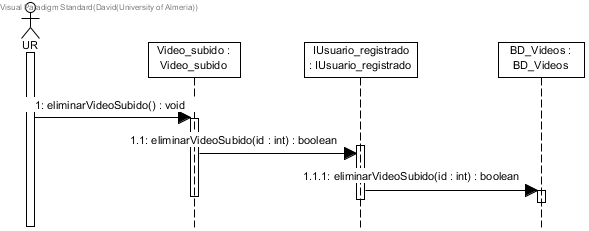 Visual Paradigm Standard(David(University of Almeria))
UR
Video_subido :
Video_subido
IUsuario_registrado
: IUsuario_registrado
BD_Videos :
BD_Videos
1: eliminarVideoSubido() : void
1.1: eliminarVideoSubido(id : int) : boolean
1.1.1: eliminarVideoSubido(id : int) : boolean